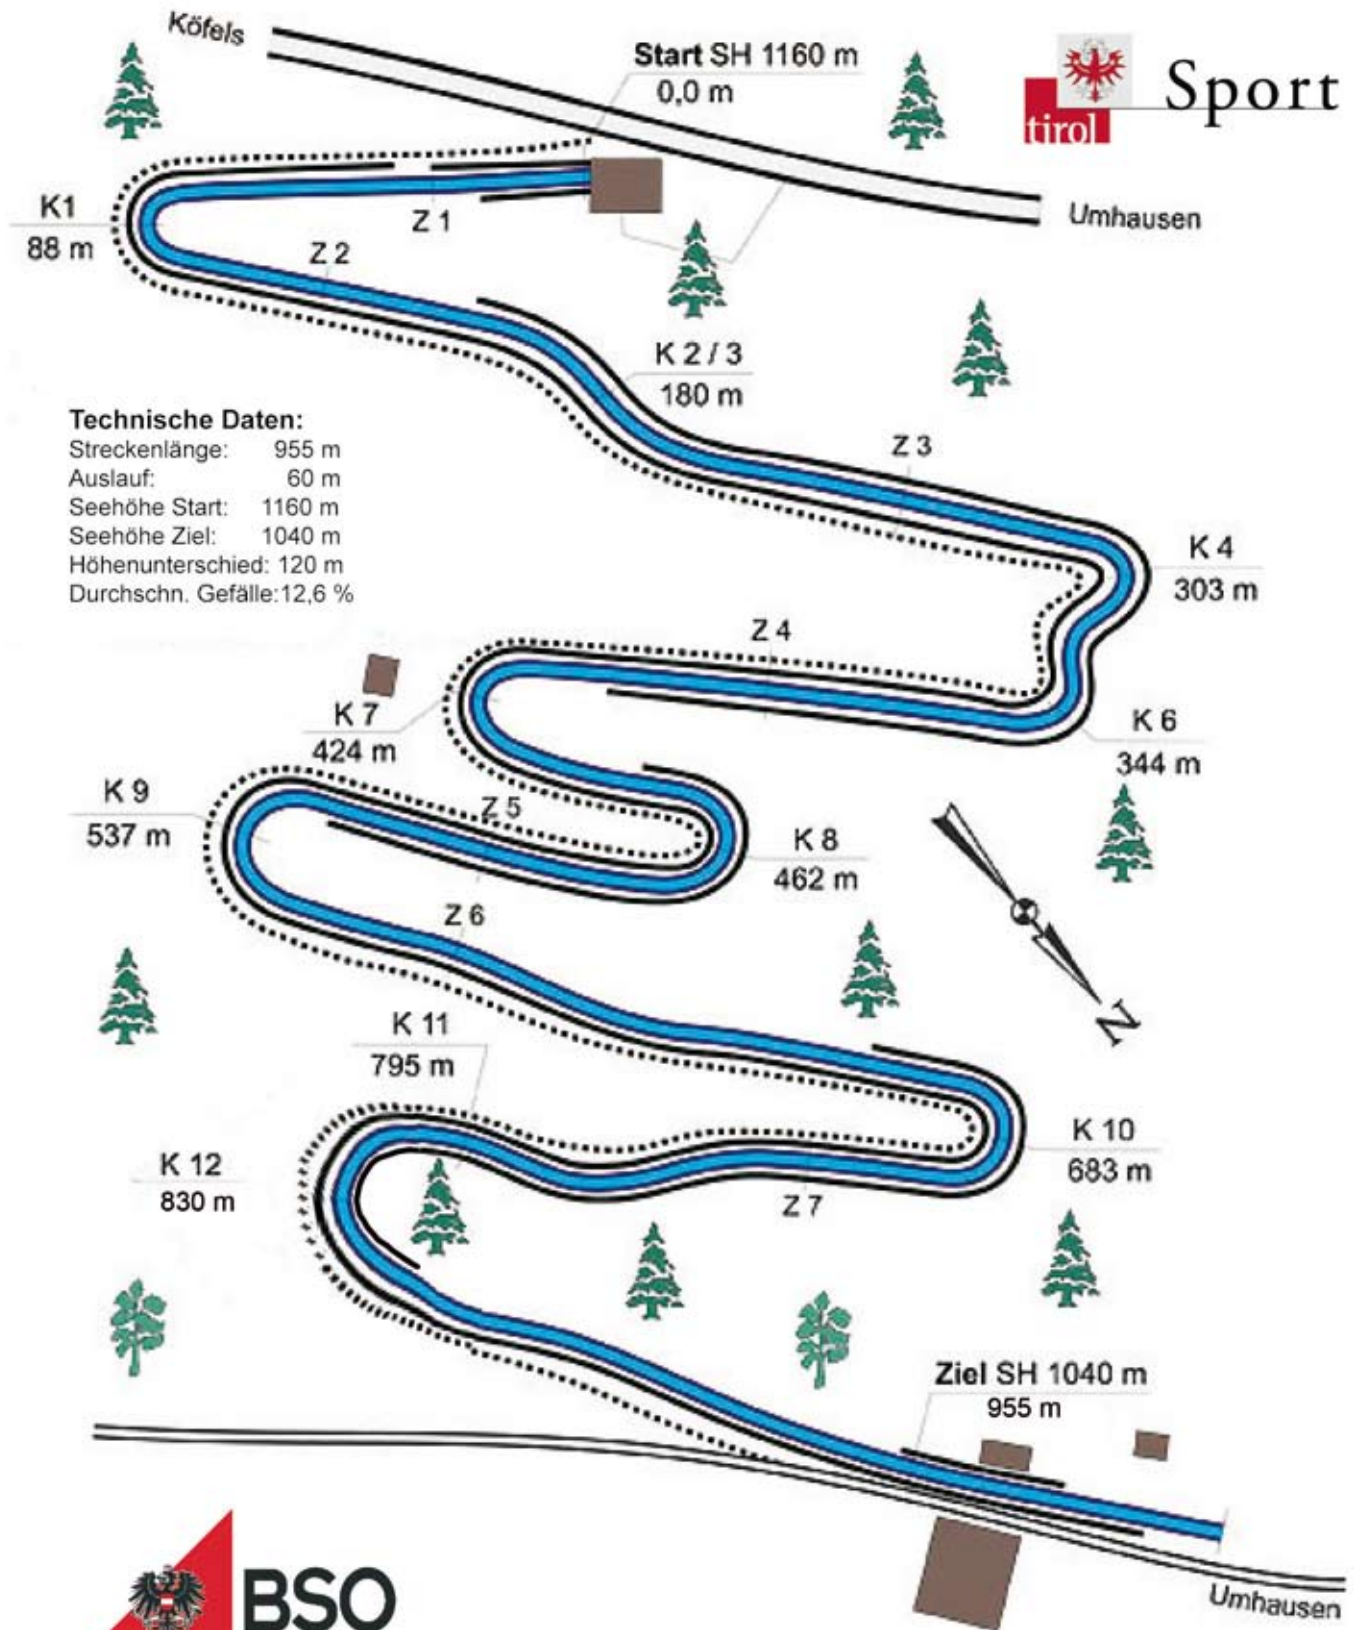 Köfels
Start SH 1160 m
0,0 m
tirol
Sport
Umhausen
K1
88 m
Z 1
Z 2
K 2 / 3
180 m
Technische Daten:
Streckenlänge: 955 m
Auslauf: 60 m
Seehöhe Start: 1160 m
Seehöhe Ziel: 1040 m
Höhenunterschied: 120 m
Durchschn. Gefälle:12,6 %
Z 3
K 4
303 m
Z 4
K 7
424 m
K 6
344 m
K 9
537 m
Z 5
K 8
462 m
Z 6
N
K 11
795 m
K 10
683 m
K 12
830 m
Z 7
Ziel SH 1040 m
955 m
BSO
Umhausen